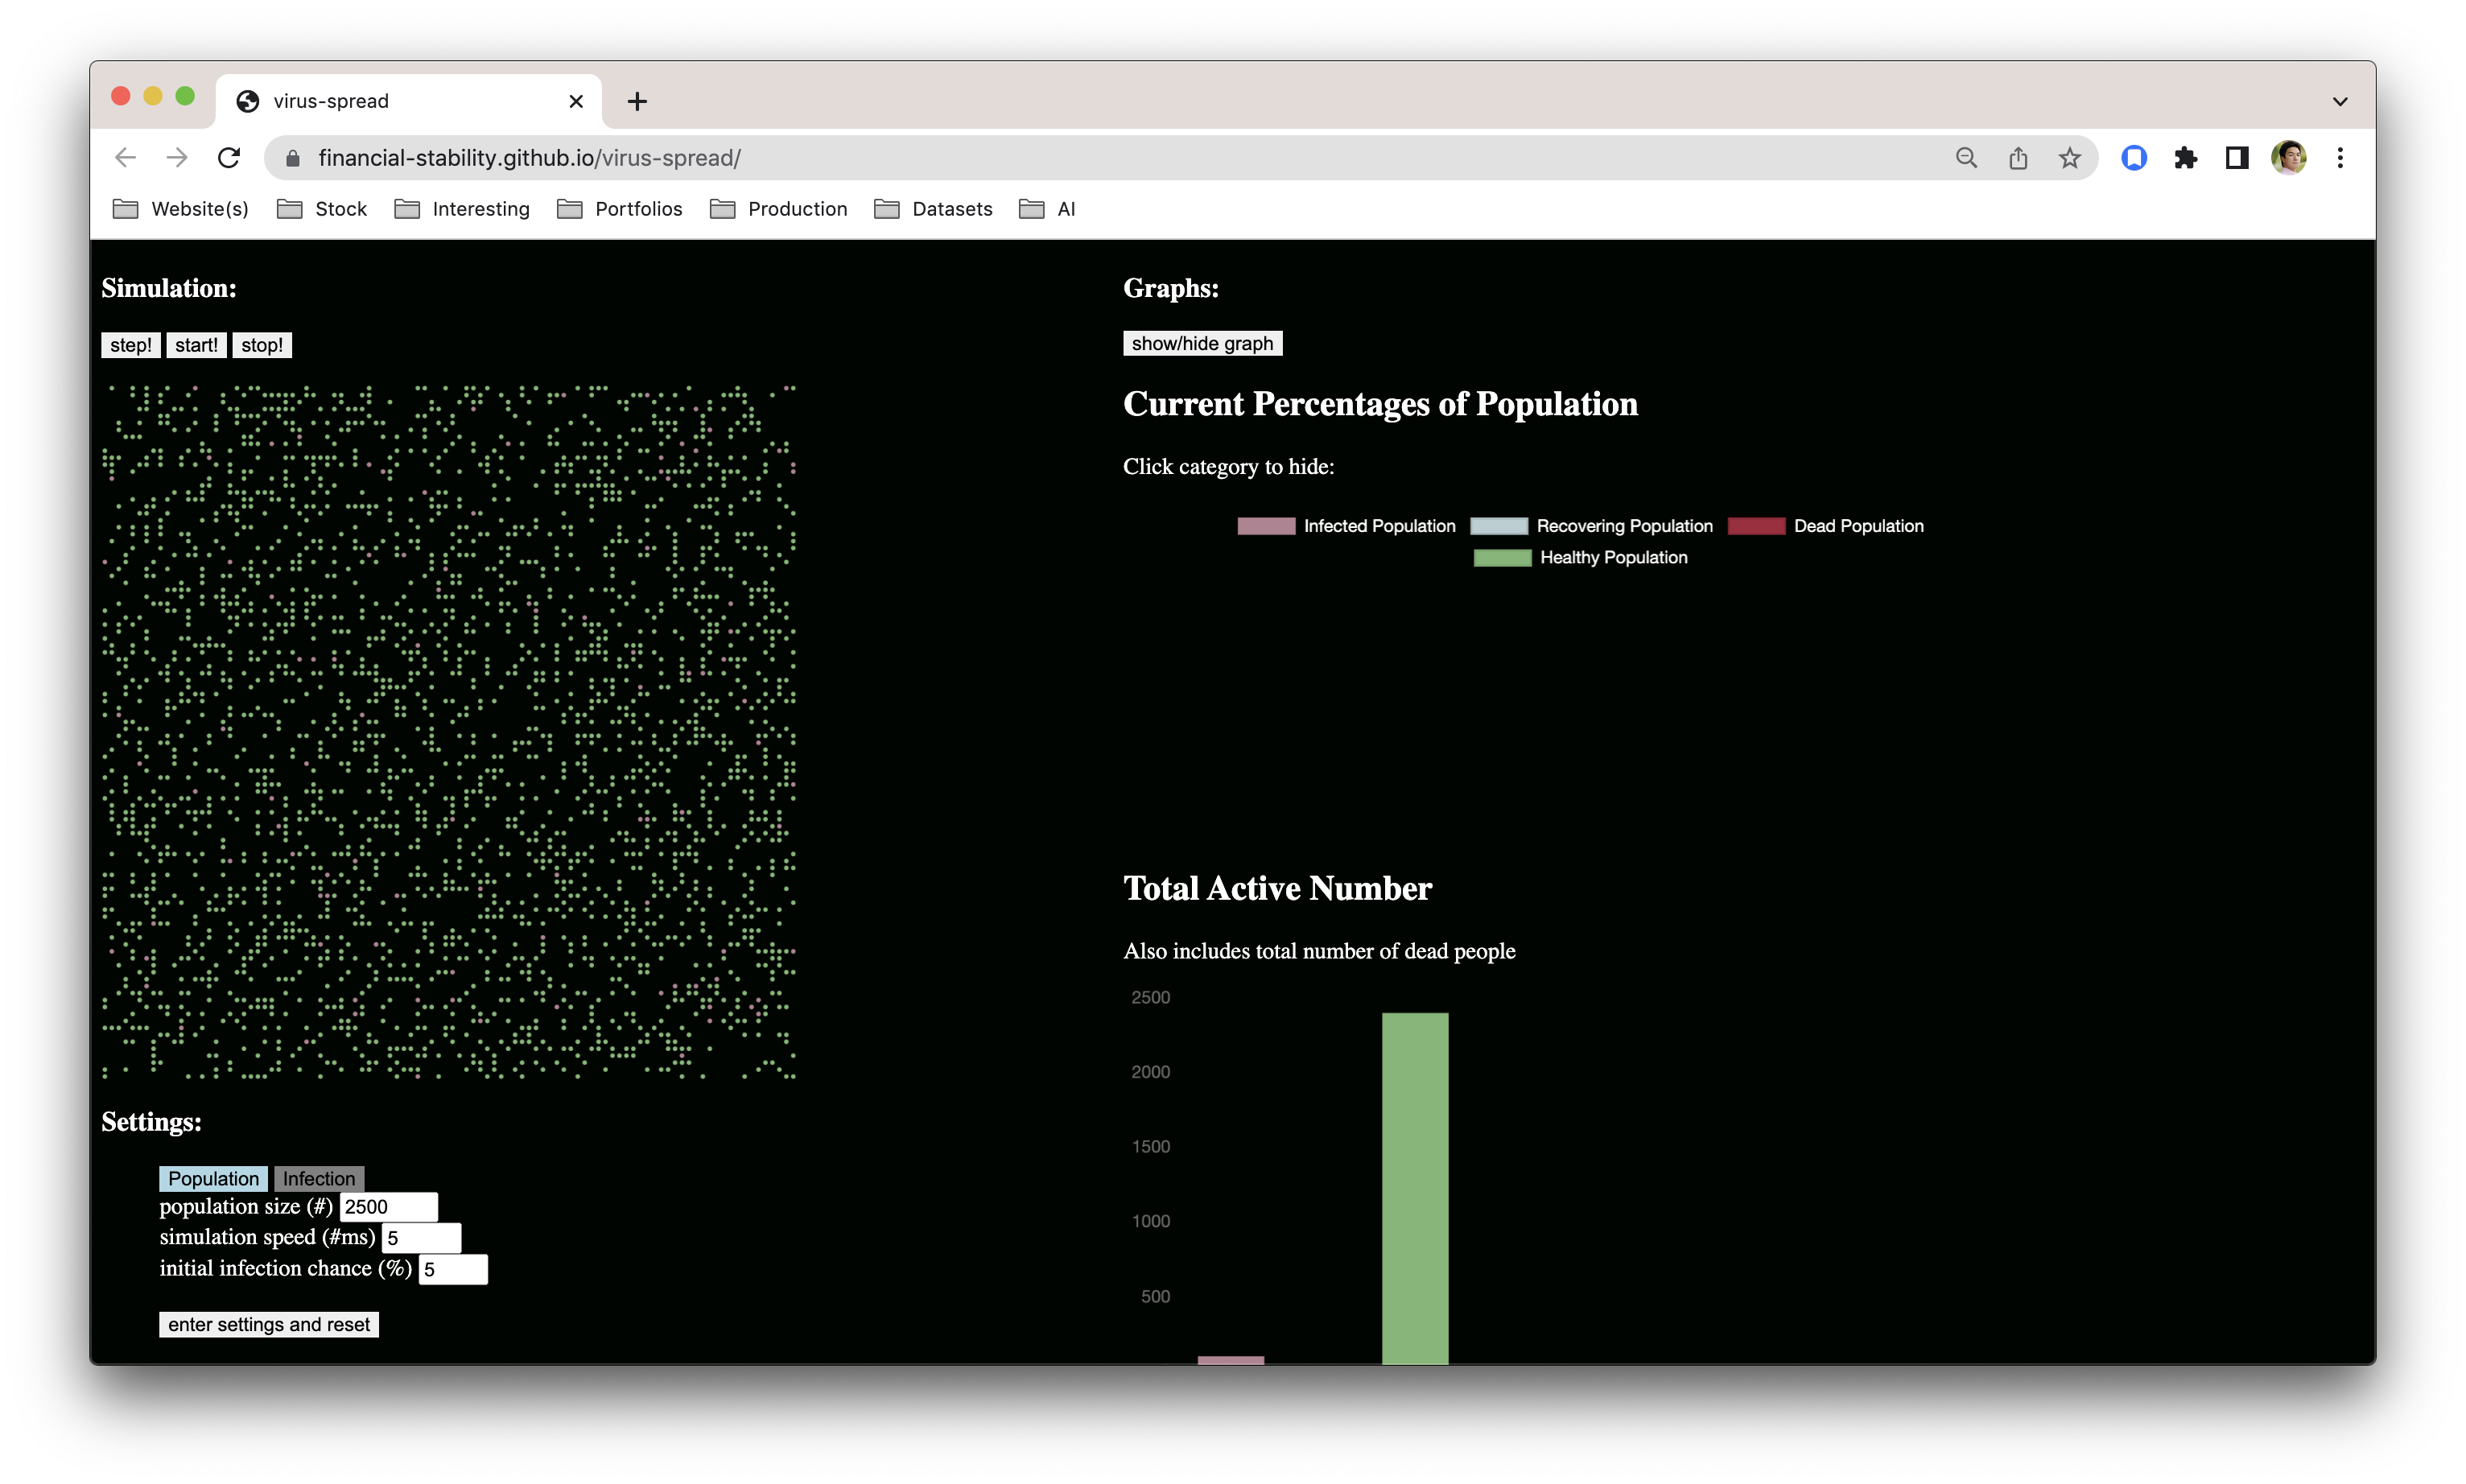 virus-spread
financial-stability.github.io/virus-spread/
Website(s) Stock Interesting Portfolios Production Datasets AI
Simulation:
step! start! stop!
Settings:
Population Infection
population size (#) 2500
simulation speed (#ms) 5
initial infection chance (%) 5
enter settings and reset
Graphs:
show/hide graph
Current Percentages of Population
Click category to hide:
Infected Population Recovering Population Dead Population
Healthy Population
Total Active Number
Also includes total number of dead people
2500
2000
1500
1000
500